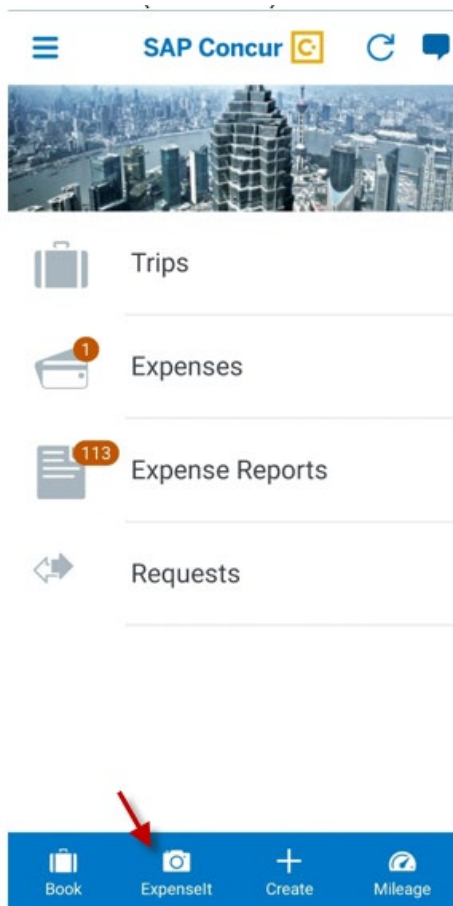 SAP Concur C
Trips
1
Expenses
113
Expense Reports
Requests
Book ExpenseIt Create Mileage